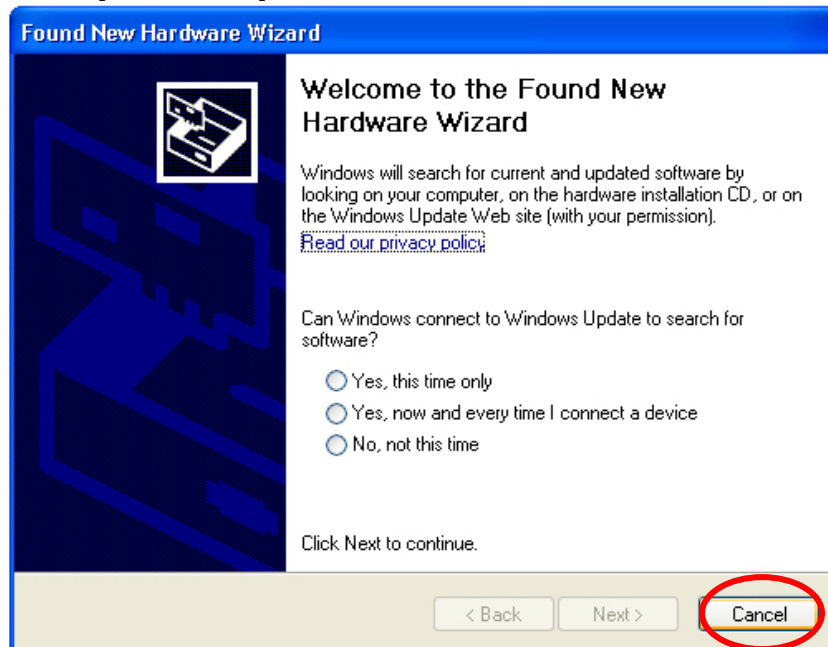 Found New Hardware Wizard
Welcome to the Found New
Hardware Wizard
Windows will search for current and updated software by
looking on your computer, on the hardware installation CD, or on
the Windows Update Web site (with your permission).
Read our privacy policy
Can Windows connect to Windows Update to search for
software?
Yes, this time only
Yes, now and every time I connect a device
No, not this time
Click Next to continue.
< Back Next > Cancel